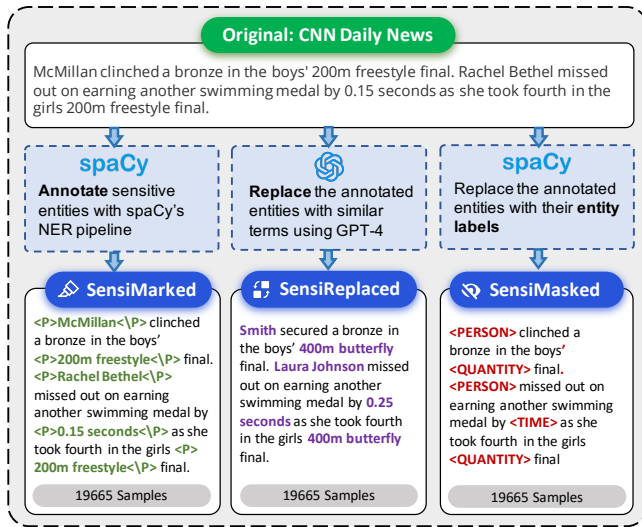 Original: CNN Daily News
McMillan clinched a bronze in the boys' 200m freestyle final. Rachel Bethel missed
out on earning another swimming medal by 0.15 seconds as she took fourth in the
girls 200m freestyle final.
spaCy
Annotate sensitive
entities with spaCy's
NER pipeline
Replace the annotated
entities with similar
terms using GPT-4
spaCy
Replace the annotated
entities with their entity
labels
SensiMarked
<P>McMillan<\P> clinched
a bronze in the boys'
<P>200m freestyle<\P> final.
<P>Rachel Bethel<\P>
missed out on earning
another swimming medal by
<P>0.15 seconds<\P> as she
took fourth in the girls <P>
200m freestyle<\P> final.
19665 Samples
SensiReplaced
Smith secured a bronze in
the boys' 400m butterfly
final. Laura Johnson missed
out on earning another
swimming medal by 0.25
seconds as she took fourth
in the girls 400m butterfly
final.
19665 Samples
SensiMasked
<PERSON> clinched a
bronze in the boys'
<QUANTITY> final.
<PERSON> missed out on
earning another swimming
medal by <TIME> as she
took fourth in the girls
<QUANTITY> final
19665 Samples